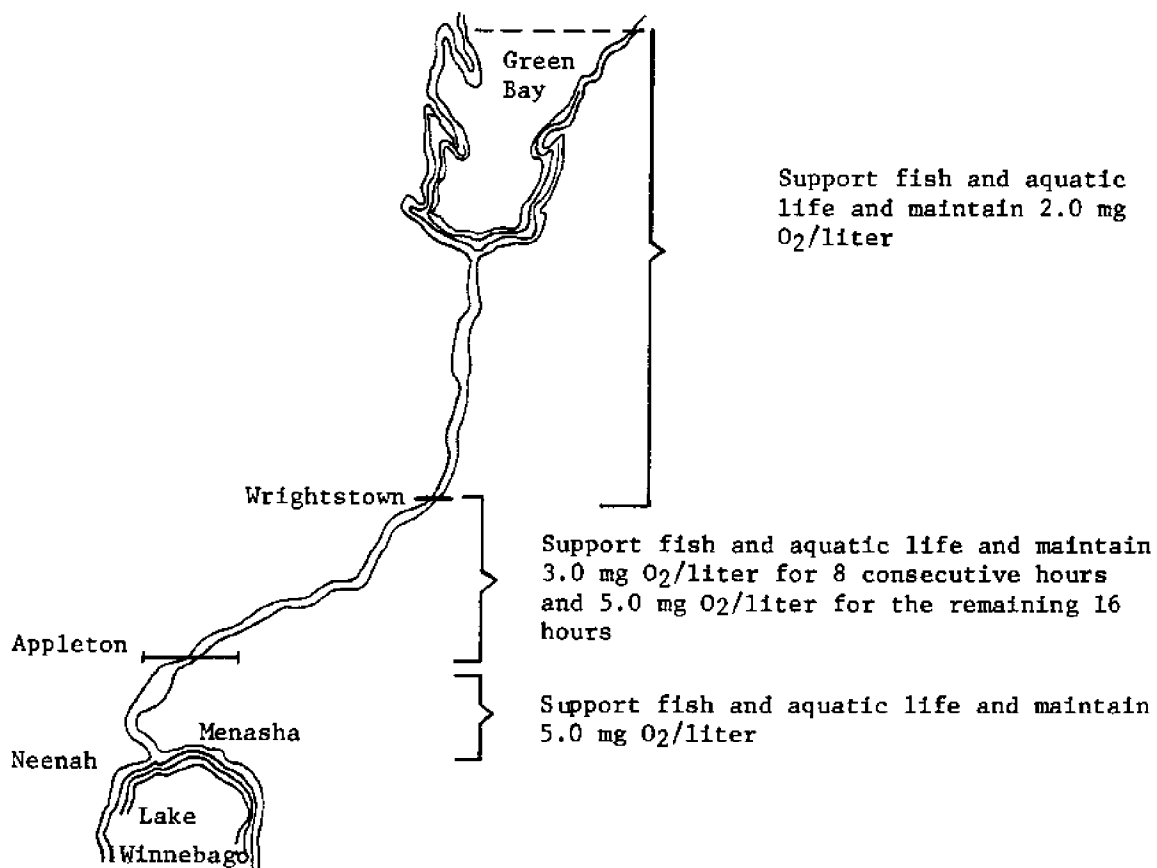 Green
Bay
Support fish and aquatic
life and maintain 2.0 mg
O2/liter
Wrightstown
Support fish and aquatic life and maintain
3.0 mg O2/liter for 8 consecutive hours
and 5.0 mg O2/liter for the remaining 16
hours
Appleton
Support fish and aquatic life and maintain
5.0 mg O2/liter
Menasha
Neenah
Lake
Winnebago